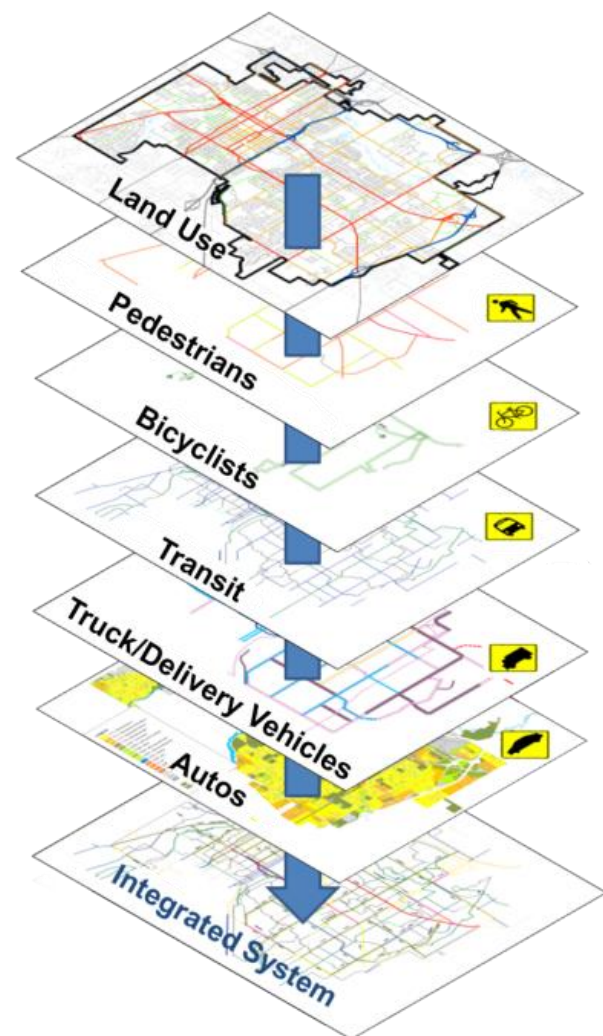 Land Use
Pedestrians
Bicyclists
Transit
Truck/Delivery Vehicles
Autos
Integrated System